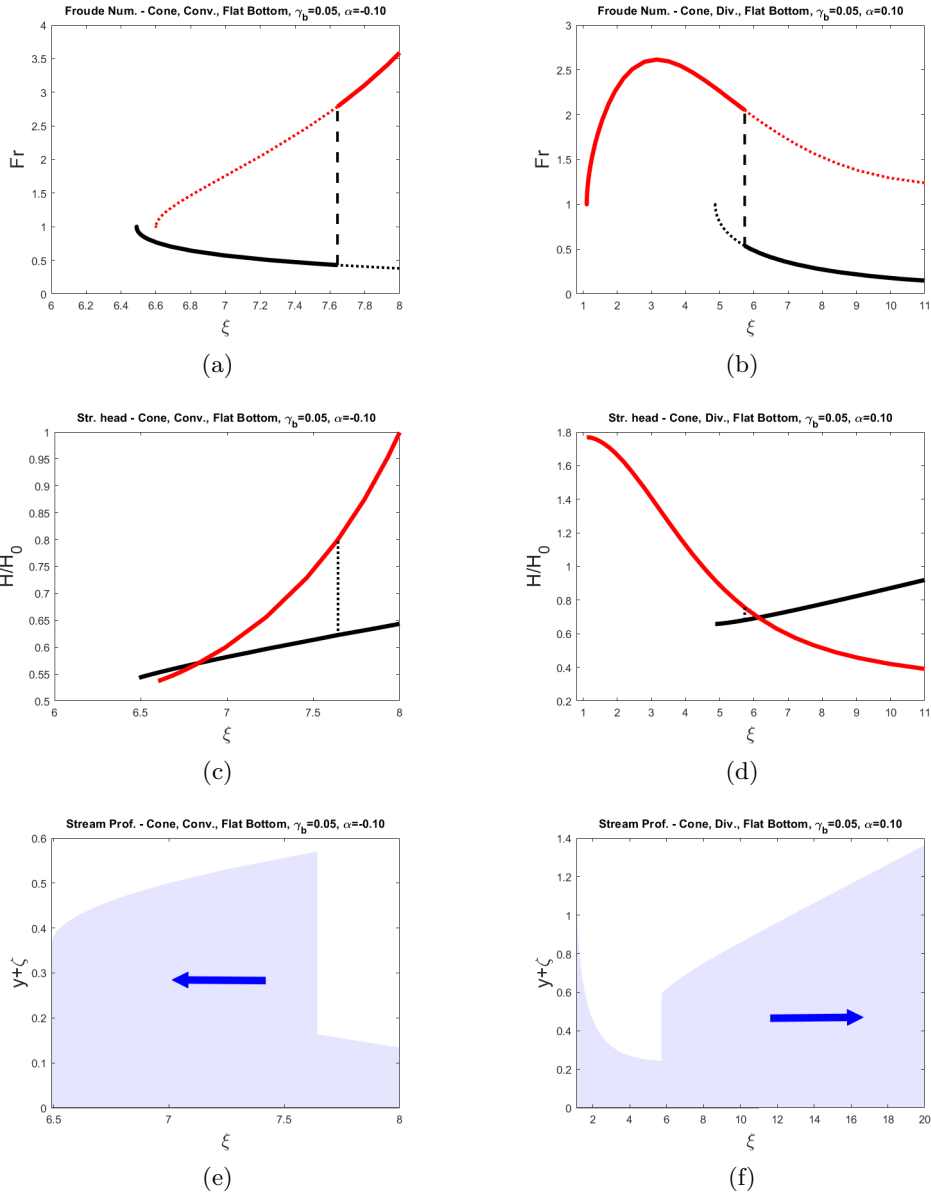 Froude Num. - Cone, Conv., Flat Bottom, γb=0.05, α=-0.10
Fr
4
3.5
3
2.5
2
1.5
1
0.5
0
6 6.2 6.4 6.6 6.8 7 7.2 7.4 7.6 7.8 8
ξ
(a)
Froude Num. - Cone, Div., Flat Bottom, γb=0.05, α=0.10
Fr
3
2.5
2
1.5
1
0.5
0
1 2 3 4 5 6 7 8 9 10 11
ξ
(b)
Str. head - Cone, Conv., Flat Bottom, γb=0.05, α=-0.10
H/H0
1
0.95
0.9
0.85
0.8
0.75
0.7
0.65
0.6
0.55
0.5
6 6.5 7 7.5 8
ξ
(c)
Str. head - Cone, Div., Flat Bottom, γb=0.05, α=0.10
H/H0
1.8
1.6
1.4
1.2
1
0.8
0.6
0.4
0.2
1 2 3 4 5 6 7 8 9 10 11
ξ
(d)
Stream Prof. - Cone, Conv., Flat Bottom, γb=0.05, α=-0.10
y+ζ
0.6
0.5
0.4
0.3
0.2
0.1
0
6.5 7 7.5 8
ξ
(e)
Stream Prof. - Cone, Div., Flat Bottom, γb=0.05, α=0.10
y+ζ
1.4
1.2
1
0.8
0.6
0.4
0.2
0
2 4 6 8 10 12 14 16 18 20
ξ
(f)